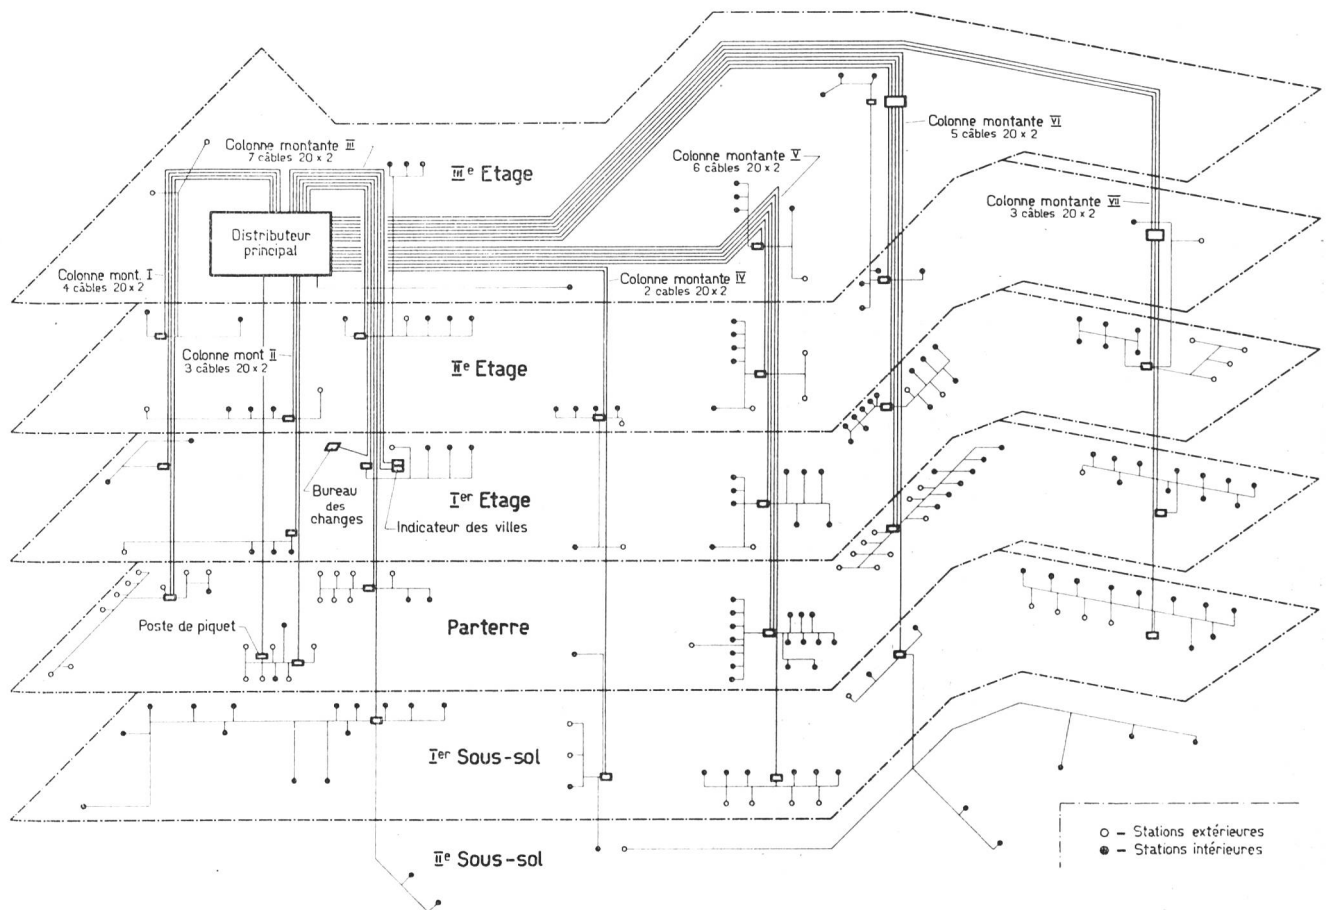 Colonne montante III
7 câbles 20 x 2
IIIe Etage
Colonne montante V
6 câbles 20 x 2
Colonne montante VI
5 câbles 20 x 2
Colonne montante VII
3 câbles 20 x 2
Distributeur
principal
Colonne mont. I
4 câbles 20 x 2
Colonne montante IV
2 cables 20 x 2
Colonne mont II
3 câbles 20 x 2
IIe Etage
Bureau
des
changes
Ier Etage
Indicateur des villes
Poste de piquet
Parterre
Ier Sous-sol
IIe Sous-sol
O – Stations extérieures
● – Stations intérieures